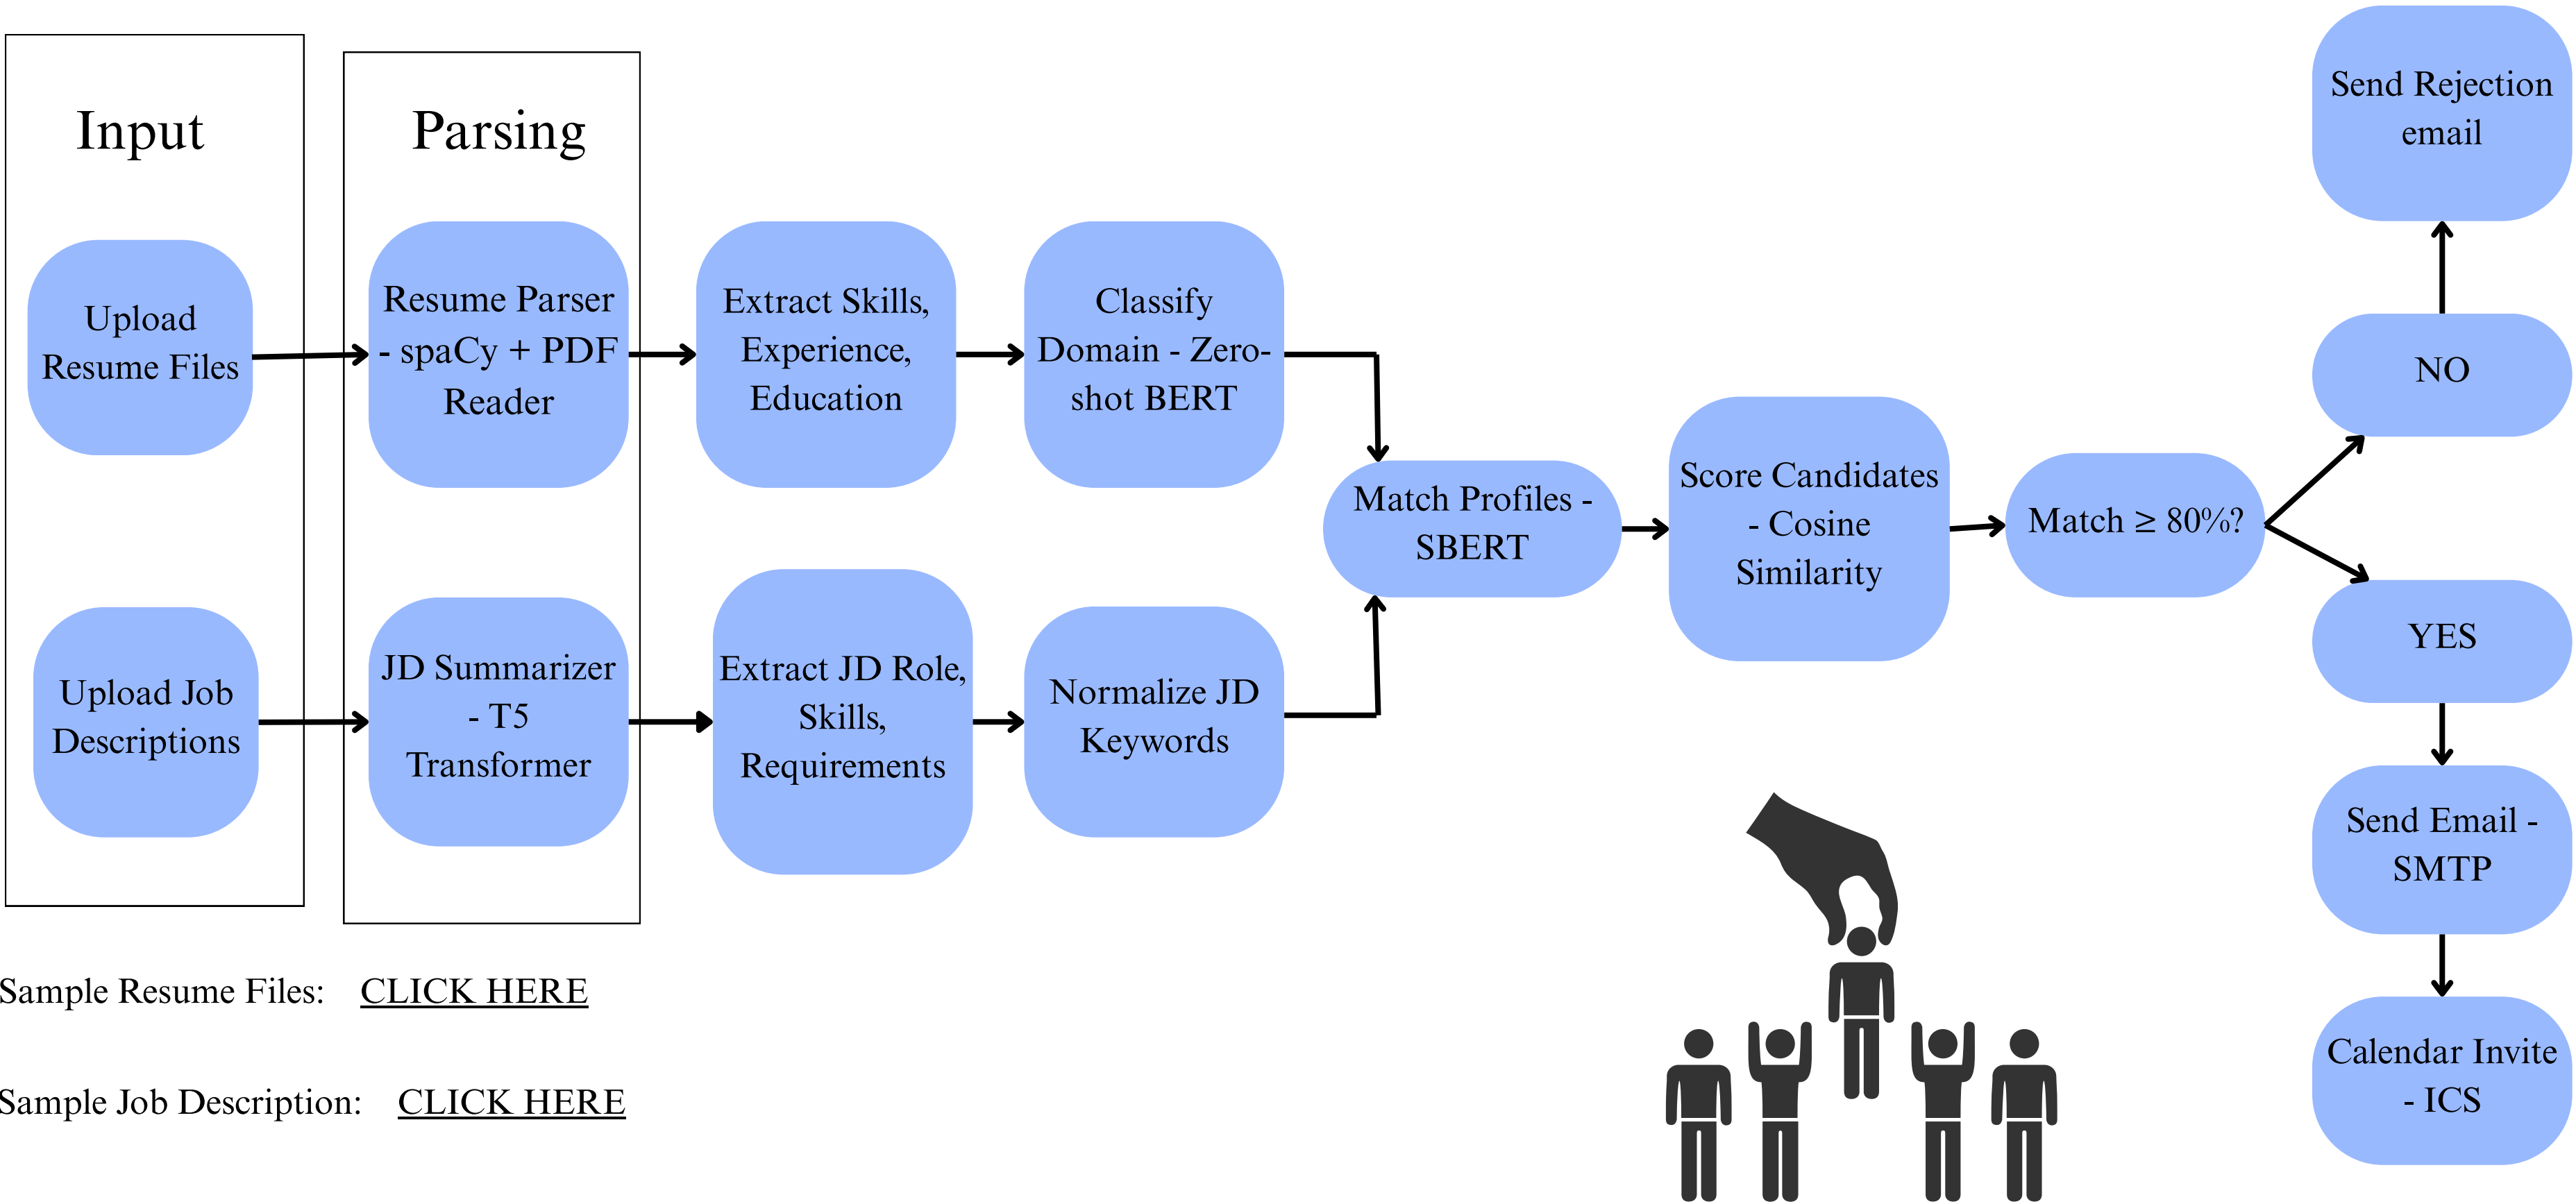 Input
Parsing
Upload
Resume Files
Resume Parser
- spaCy + PDF
Reader
Extract Skills,
Experience,
Education
Classify
Domain - Zero-
shot BERT
Upload Job
Descriptions
JD Summarizer
- T5
Transformer
Extract JD Role,
Skills,
Requirements
Normalize JD
Keywords
Match Profiles -
SBERT
Score Candidates
- Cosine
Similarity
Match ≥ 80%?
NO
Send Rejection
email
YES
Send Email -
SMTP
Calendar Invite
- ICS
Sample Resume Files: CLICK HERE
Sample Job Description: CLICK HERE